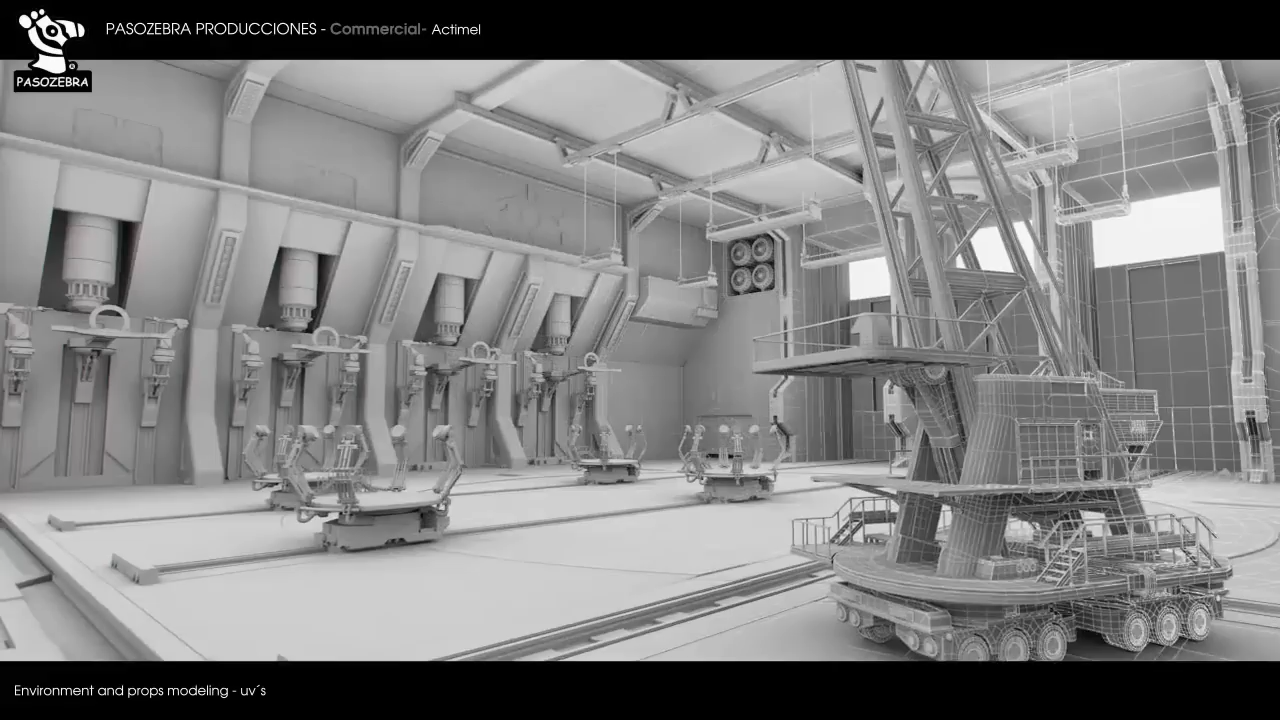 PASOZEBRA PRODUCCIONES - Commercial- Actimel
PASOZEBRA
Environment and props modeling - uv´s